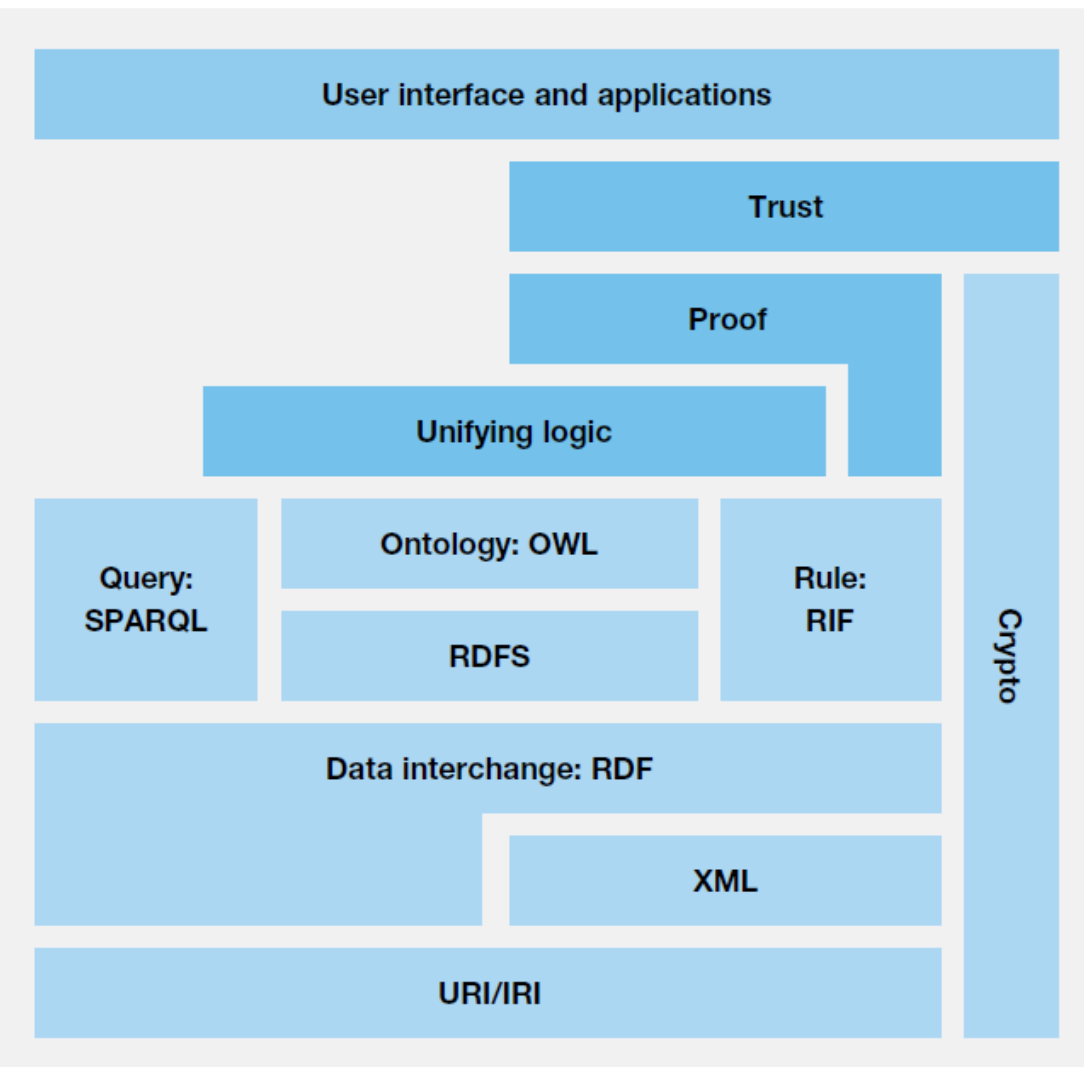 User interface and applications
Trust
Proof
Unifying logic
Query:
SPARQL
Ontology: OWL
RDFS
Rule:
RIF
Crypto
Data interchange: RDF
XML
URI/IRI